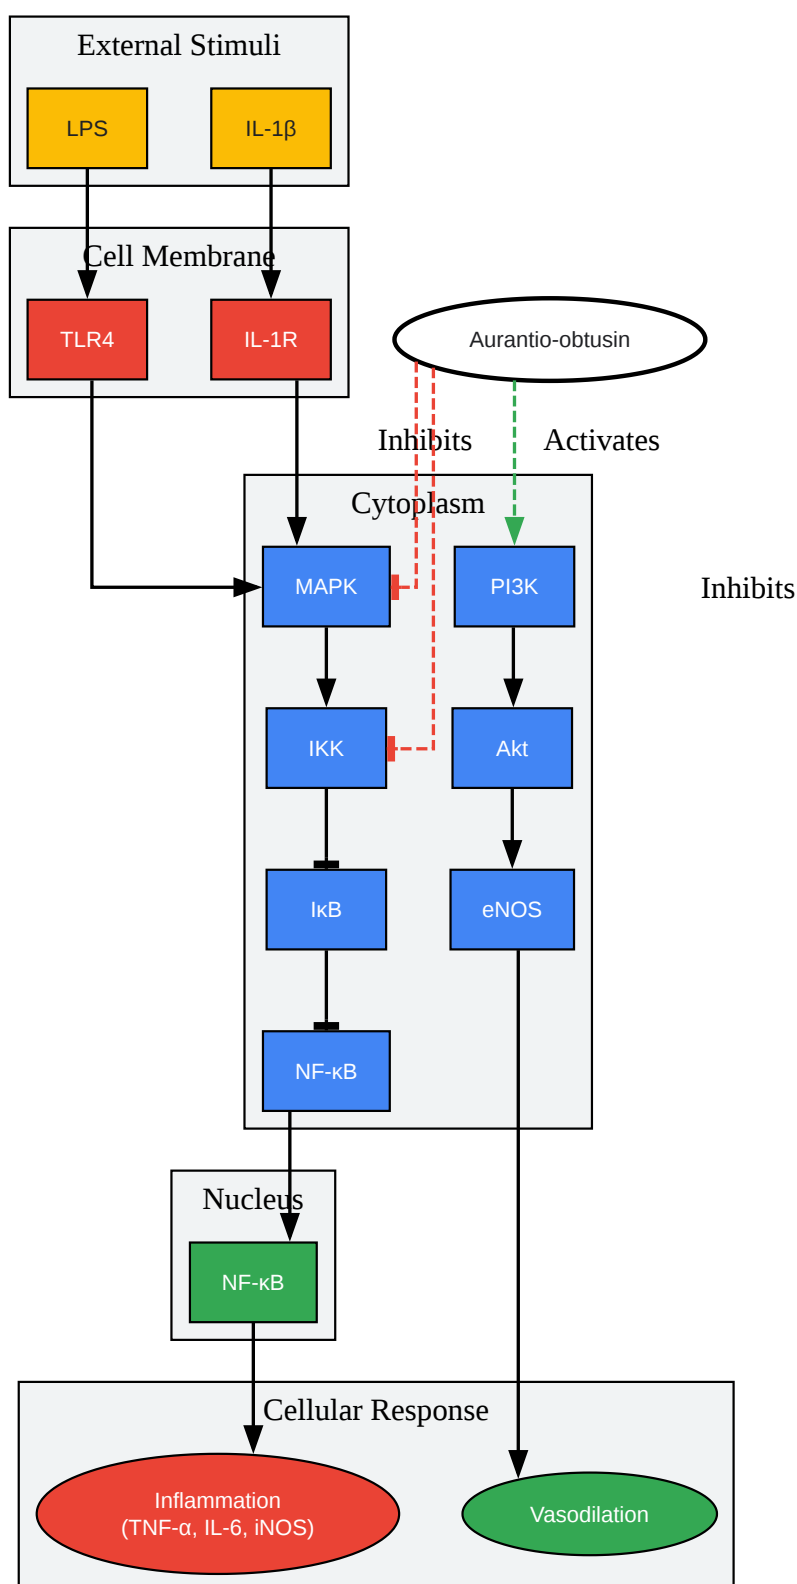 External Stimuli
LPS
IL-1β
Cell Membrane
TLR4
IL-1R
Aurantio-obtusin
Inhibits
Activates
Cytoplasm
MAPK
PI3K
Inhibits
IKK
Akt
IκB
eNOS
NF-κB
Nucleus
NF-κB
Cellular Response
Inflammation
(TNF-α, IL-6, iNOS)
Vasodilation